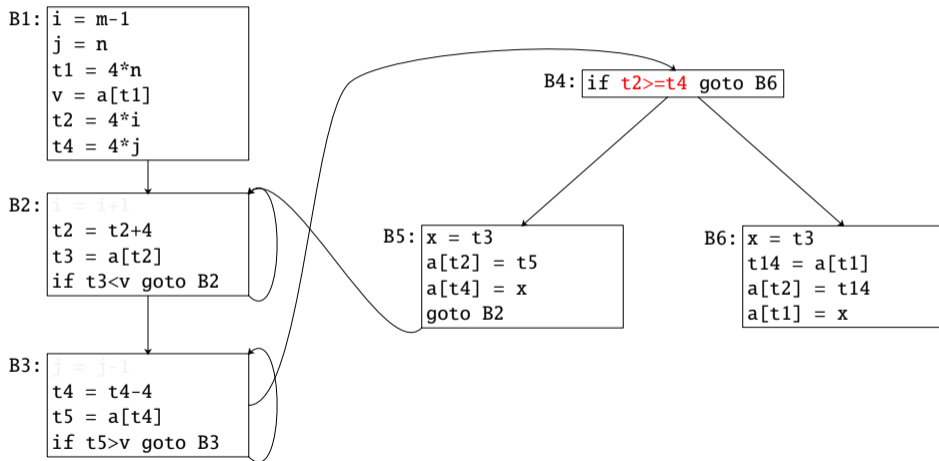 B1: i = m-1
j = n
t1 = 4*n
v = a[t1]
t2 = 4*i
t4 = 4*j
B2: i = i+1
t2 = t2+4
t3 = a[t2]
if t3<v goto B2
B3: j = j-1
t4 = t4-4
t5 = a[t4]
if t5>v goto B3
B4: if t2>=t4 goto B6
B5: x = t3
a[t2] = t5
a[t4] = x
goto B2
B6: x = t3
t14 = a[t1]
a[t2] = t14
a[t1] = x